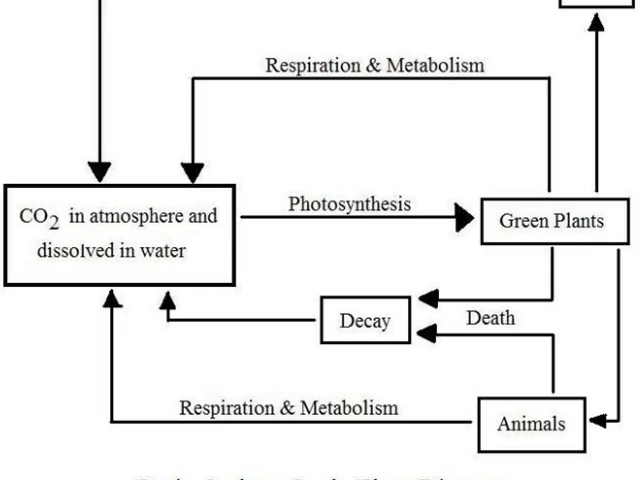 Respiration & Metabolism
Photosynthesis
CO2 in atmosphere and
dissolved in water
Green Plants
Decay
Death
Respiration & Metabolism
Animals